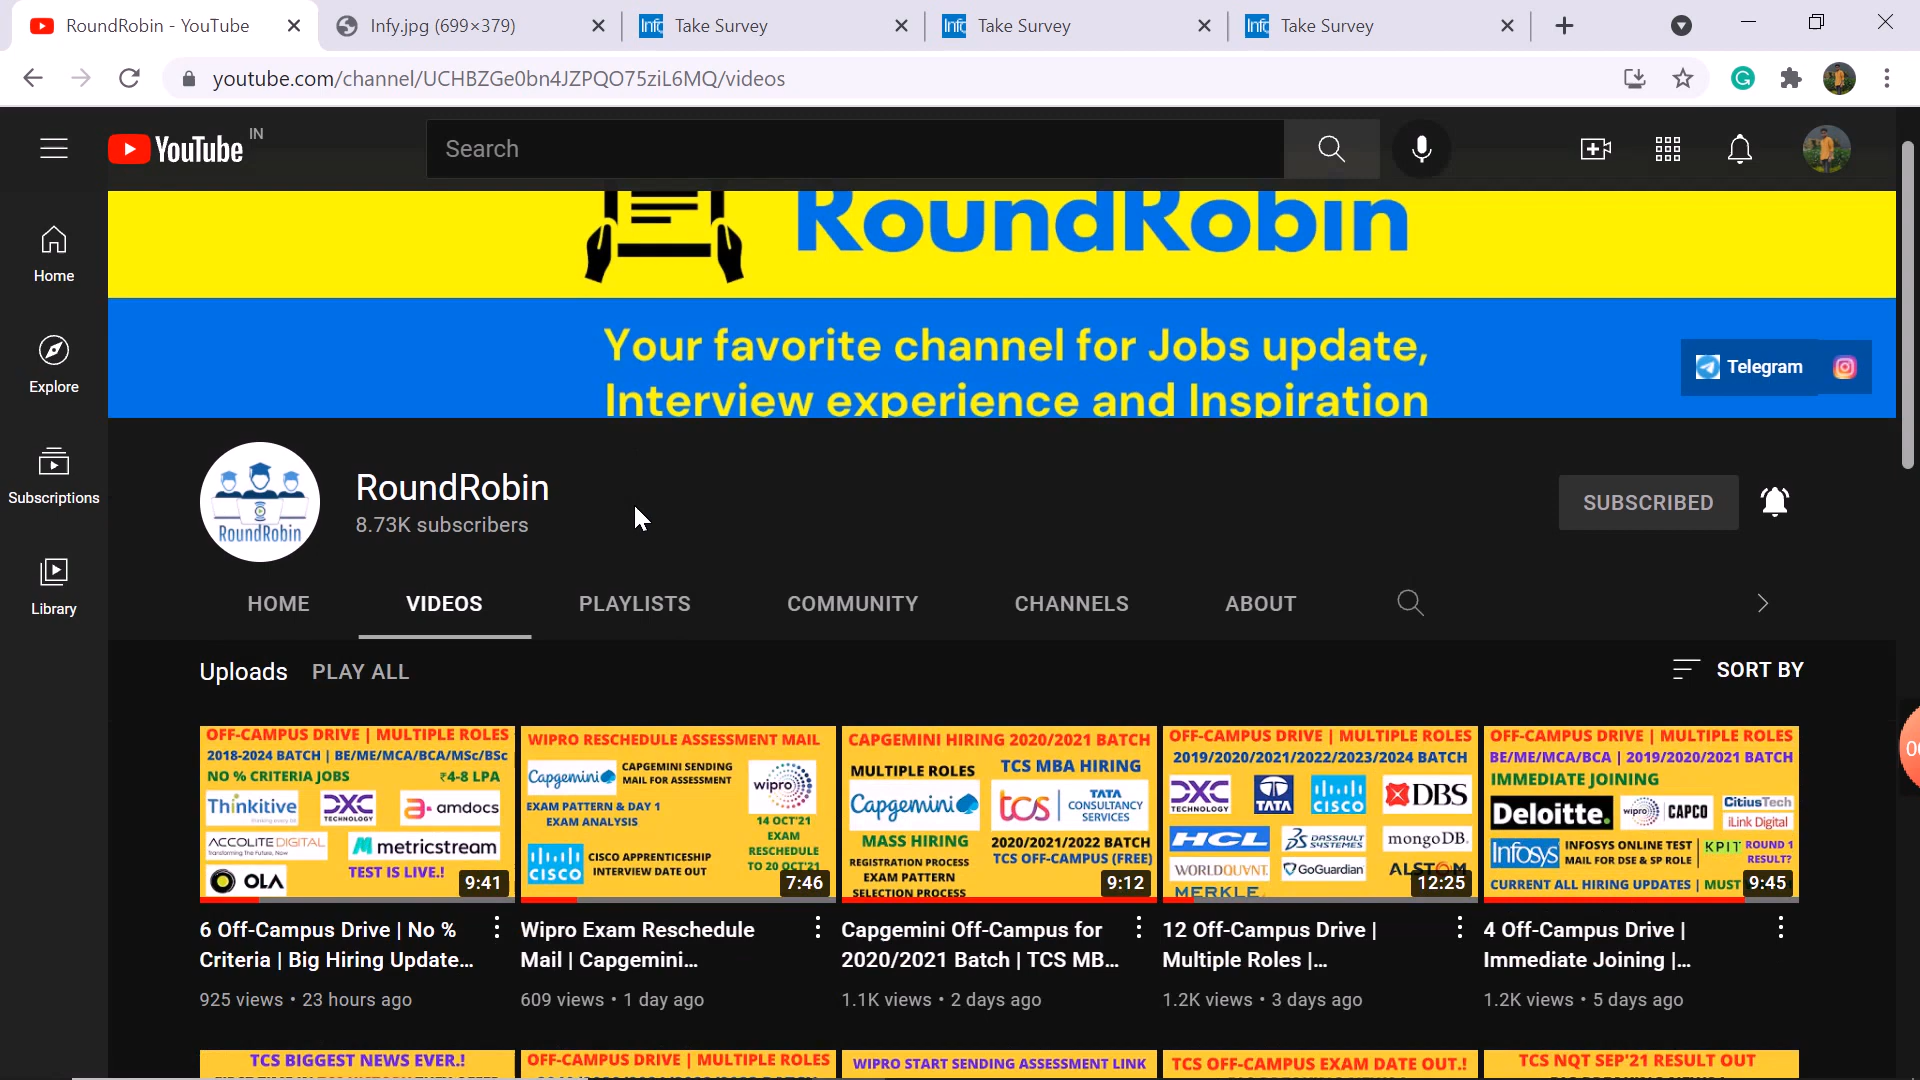 RoundRobin - YouTube
Infy.jpg (699×379)
Take Survey
Take Survey
Take Survey
youtube.com/channel/UCHBZGe0bn4JZPQO75ziL6MQ/videos
YouTube IN
Search
Home
Explore
Subscriptions
Library
RoundRobin
Your favorite channel for Jobs update,
Interview experience and Inspiration
Telegram
RoundRobin
RoundRobin
8.73K subscribers
SUBSCRIBED
HOME VIDEOS PLAYLISTS COMMUNITY CHANNELS ABOUT
Uploads PLAY ALL
SORT BY
OFF-CAMPUS DRIVE | MULTIPLE ROLES
2018-2024 BATCH | BE/ME/MCA/BCA/MSc/BSc
NO % CRITERIA JOBS ₹4-8 LPA
Thinkitive
DXC TECHNOLOGY
amdocs
ACCOLITE DIGITAL
metricstream
OLA
TEST IS LIVE.!
9:41
6 Off-Campus Drive | No %
Criteria | Big Hiring Update...
925 views • 23 hours ago
WIPRO RESCHEDULE ASSESSMENT MAIL
Capgemini
CAPGEMINI SENDING
MAIL FOR ASSESSMENT
wipro
EXAM PATTERN & DAY 1
EXAM ANALYSIS
14 OCT'21
EXAM
RESCHEDULE
TO 20 OCT'21
CISCO
CISCO APPRENTICESHIP
INTERVIEW DATE OUT
7:46
Wipro Exam Reschedule
Mail | Capgemini...
609 views • 1 day ago
CAPGEMINI HIRING 2020/2021 BATCH
MULTIPLE ROLES
TCS MBA HIRING
Capgemini
tcs TATA
CONSULTANCY
SERVICES
MASS HIRING
2020/2021/2022 BATCH
TCS OFF-CAMPUS (FREE)
REGISTRATION PROCESS
EXAM PATTERN
SELECTION PROCESS
9:12
Capgemini Off-Campus for
2020/2021 Batch | TCS MB...
1.1K views • 2 days ago
OFF-CAMPUS DRIVE | MULTIPLE ROLES
2019/2020/2021/2022/2023/2024 BATCH
DXC TECHNOLOGY
TATA
CISCO
DBS
HCL
DASSAULT SYSTEMES
mongoDB.
WORLDQUVNT.
GoGuardian
ALSTOM
MERKLE
12:25
12 Off-Campus Drive |
Multiple Roles |...
1.2K views • 3 days ago
OFF-CAMPUS DRIVE | MULTIPLE ROLES
BE/ME/MCA/BCA | 2019/2020/2021 BATCH
IMMEDIATE JOINING
Deloitte.
wipro
CAPCO
CitiusTech
iLink Digital
Infosys
INFOSYS ONLINE TEST
MAIL FOR DSE & SP ROLE
KPIT
ROUND 1
RESULT?
CURRENT ALL HIRING UPDATES | MUST
9:45
4 Off-Campus Drive |
Immediate Joining |...
1.2K views • 5 days ago
TCS BIGGEST NEWS EVER.!
OFF-CAMPUS DRIVE | MULTIPLE ROLES
WIPRO START SENDING ASSESSMENT LINK
TCS OFF-CAMPUS EXAM DATE OUT.!
TCS NQT SEP'21 RESULT OUT